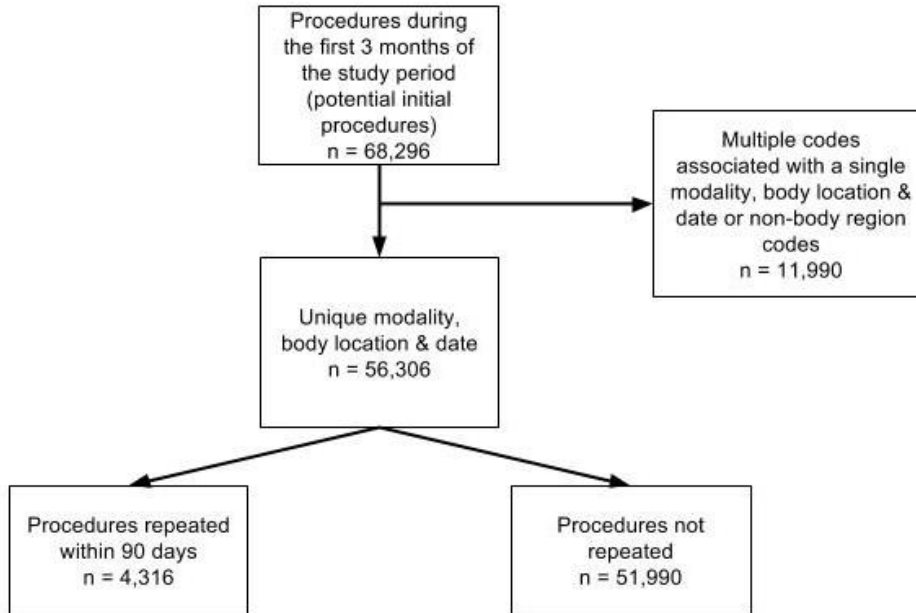 Procedures during
the first 3 months of
the study period
(potential initial
procedures)
n = 68,296
Multiple codes
associated with a single
modality, body location &
date or non-body region
codes
n = 11,990
Unique modality,
body location & date
n = 56,306
Procedures repeated
within 90 days
n = 4,316
Procedures not
repeated
n = 51,990